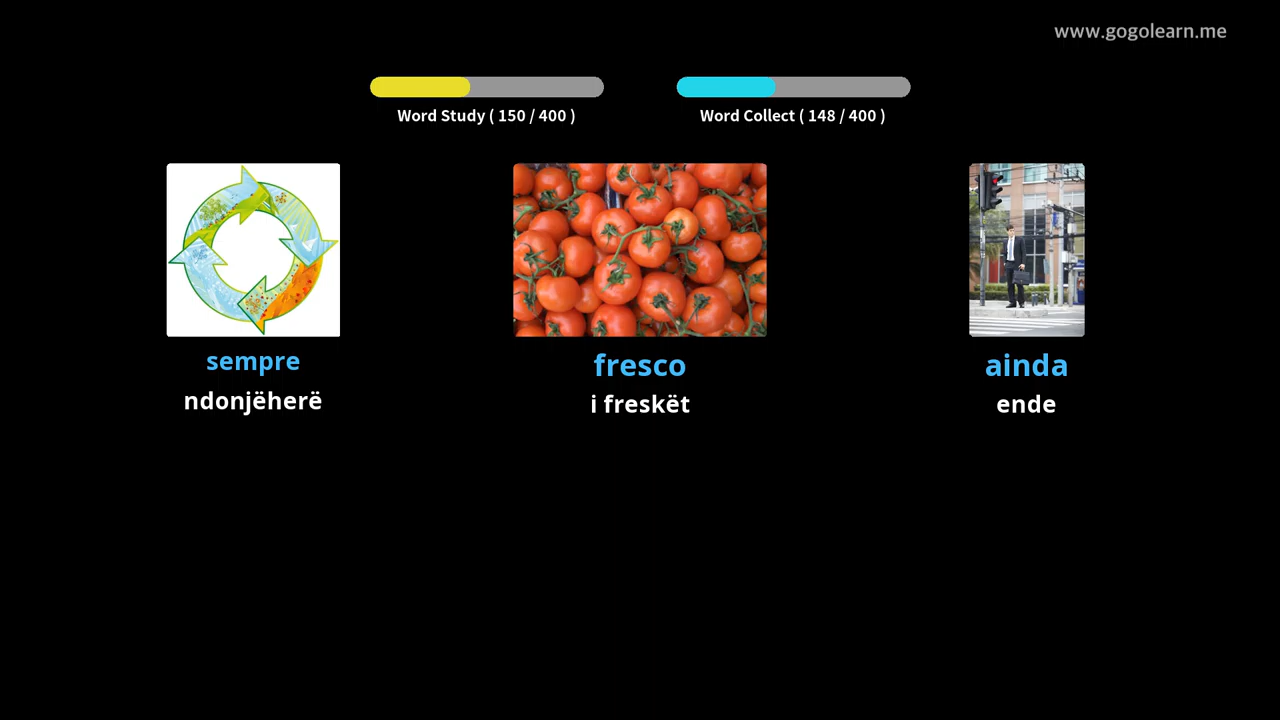 www.gogolearn.me
Word Study ( 150 / 400 )
Word Collect ( 148 / 400 )
sempre
ndonjëherë
fresco
i freskët
ainda
ende